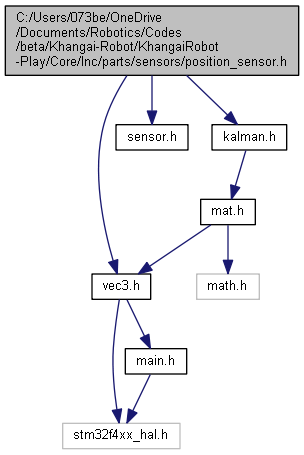 C:/Users/073be/OneDrive
/Documents/Robotics/Codes
/beta/Khangai-Robot/KhangaiRobot
-Play/Core/Inc/parts/sensors/position_sensor.h
sensor.h
kalman.h
mat.h
vec3.h
math.h
main.h
stm32f4xx_hal.h